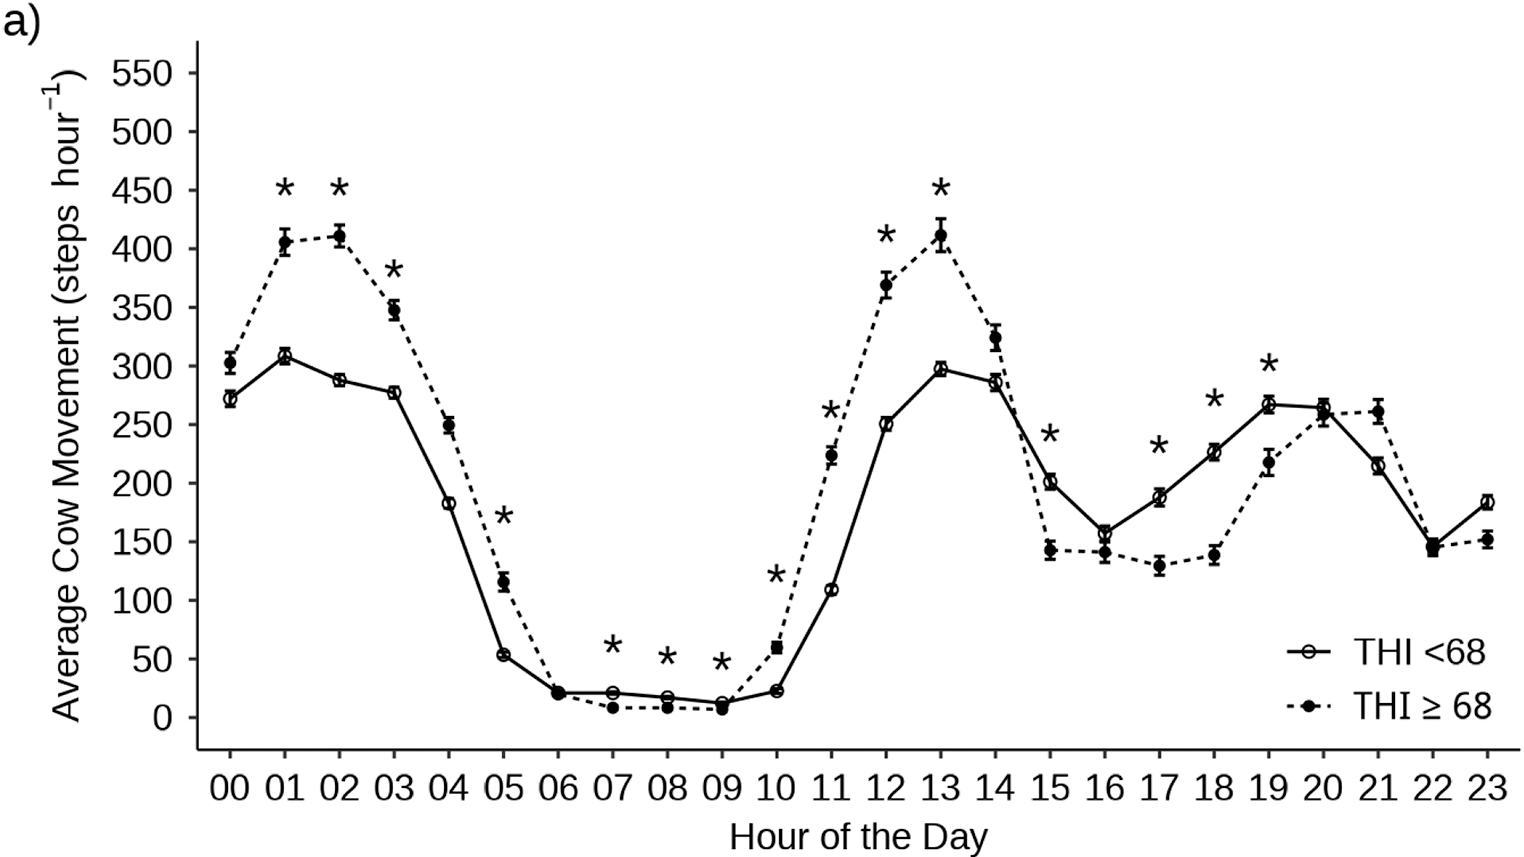 a)
Average Cow Movement (steps hour⁻¹)
550
500
450
400
350
300
250
200
150
100
50
0
* * * * * * * * * * * * * * * *
THI <68
THI ≥ 68
00 01 02 03 04 05 06 07 08 09 10 11 12 13 14 15 16 17 18 19 20 21 22 23
Hour of the Day